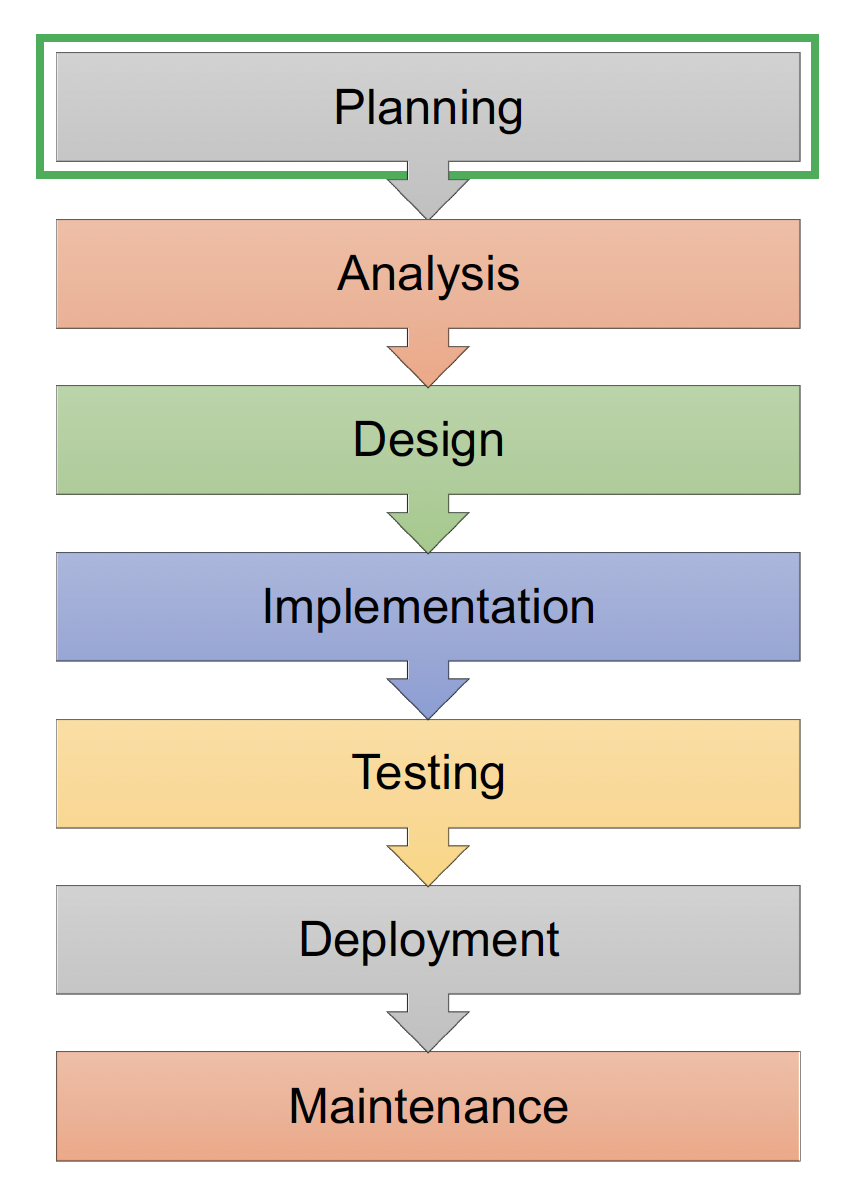 Planning
Analysis
Design
Implementation
Testing
Deployment
Maintenance